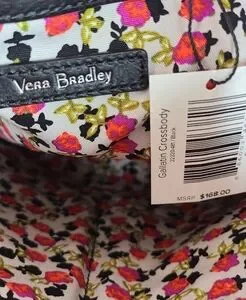 Vera Bradley
Gallatin Crossbody
MSRP $168.00